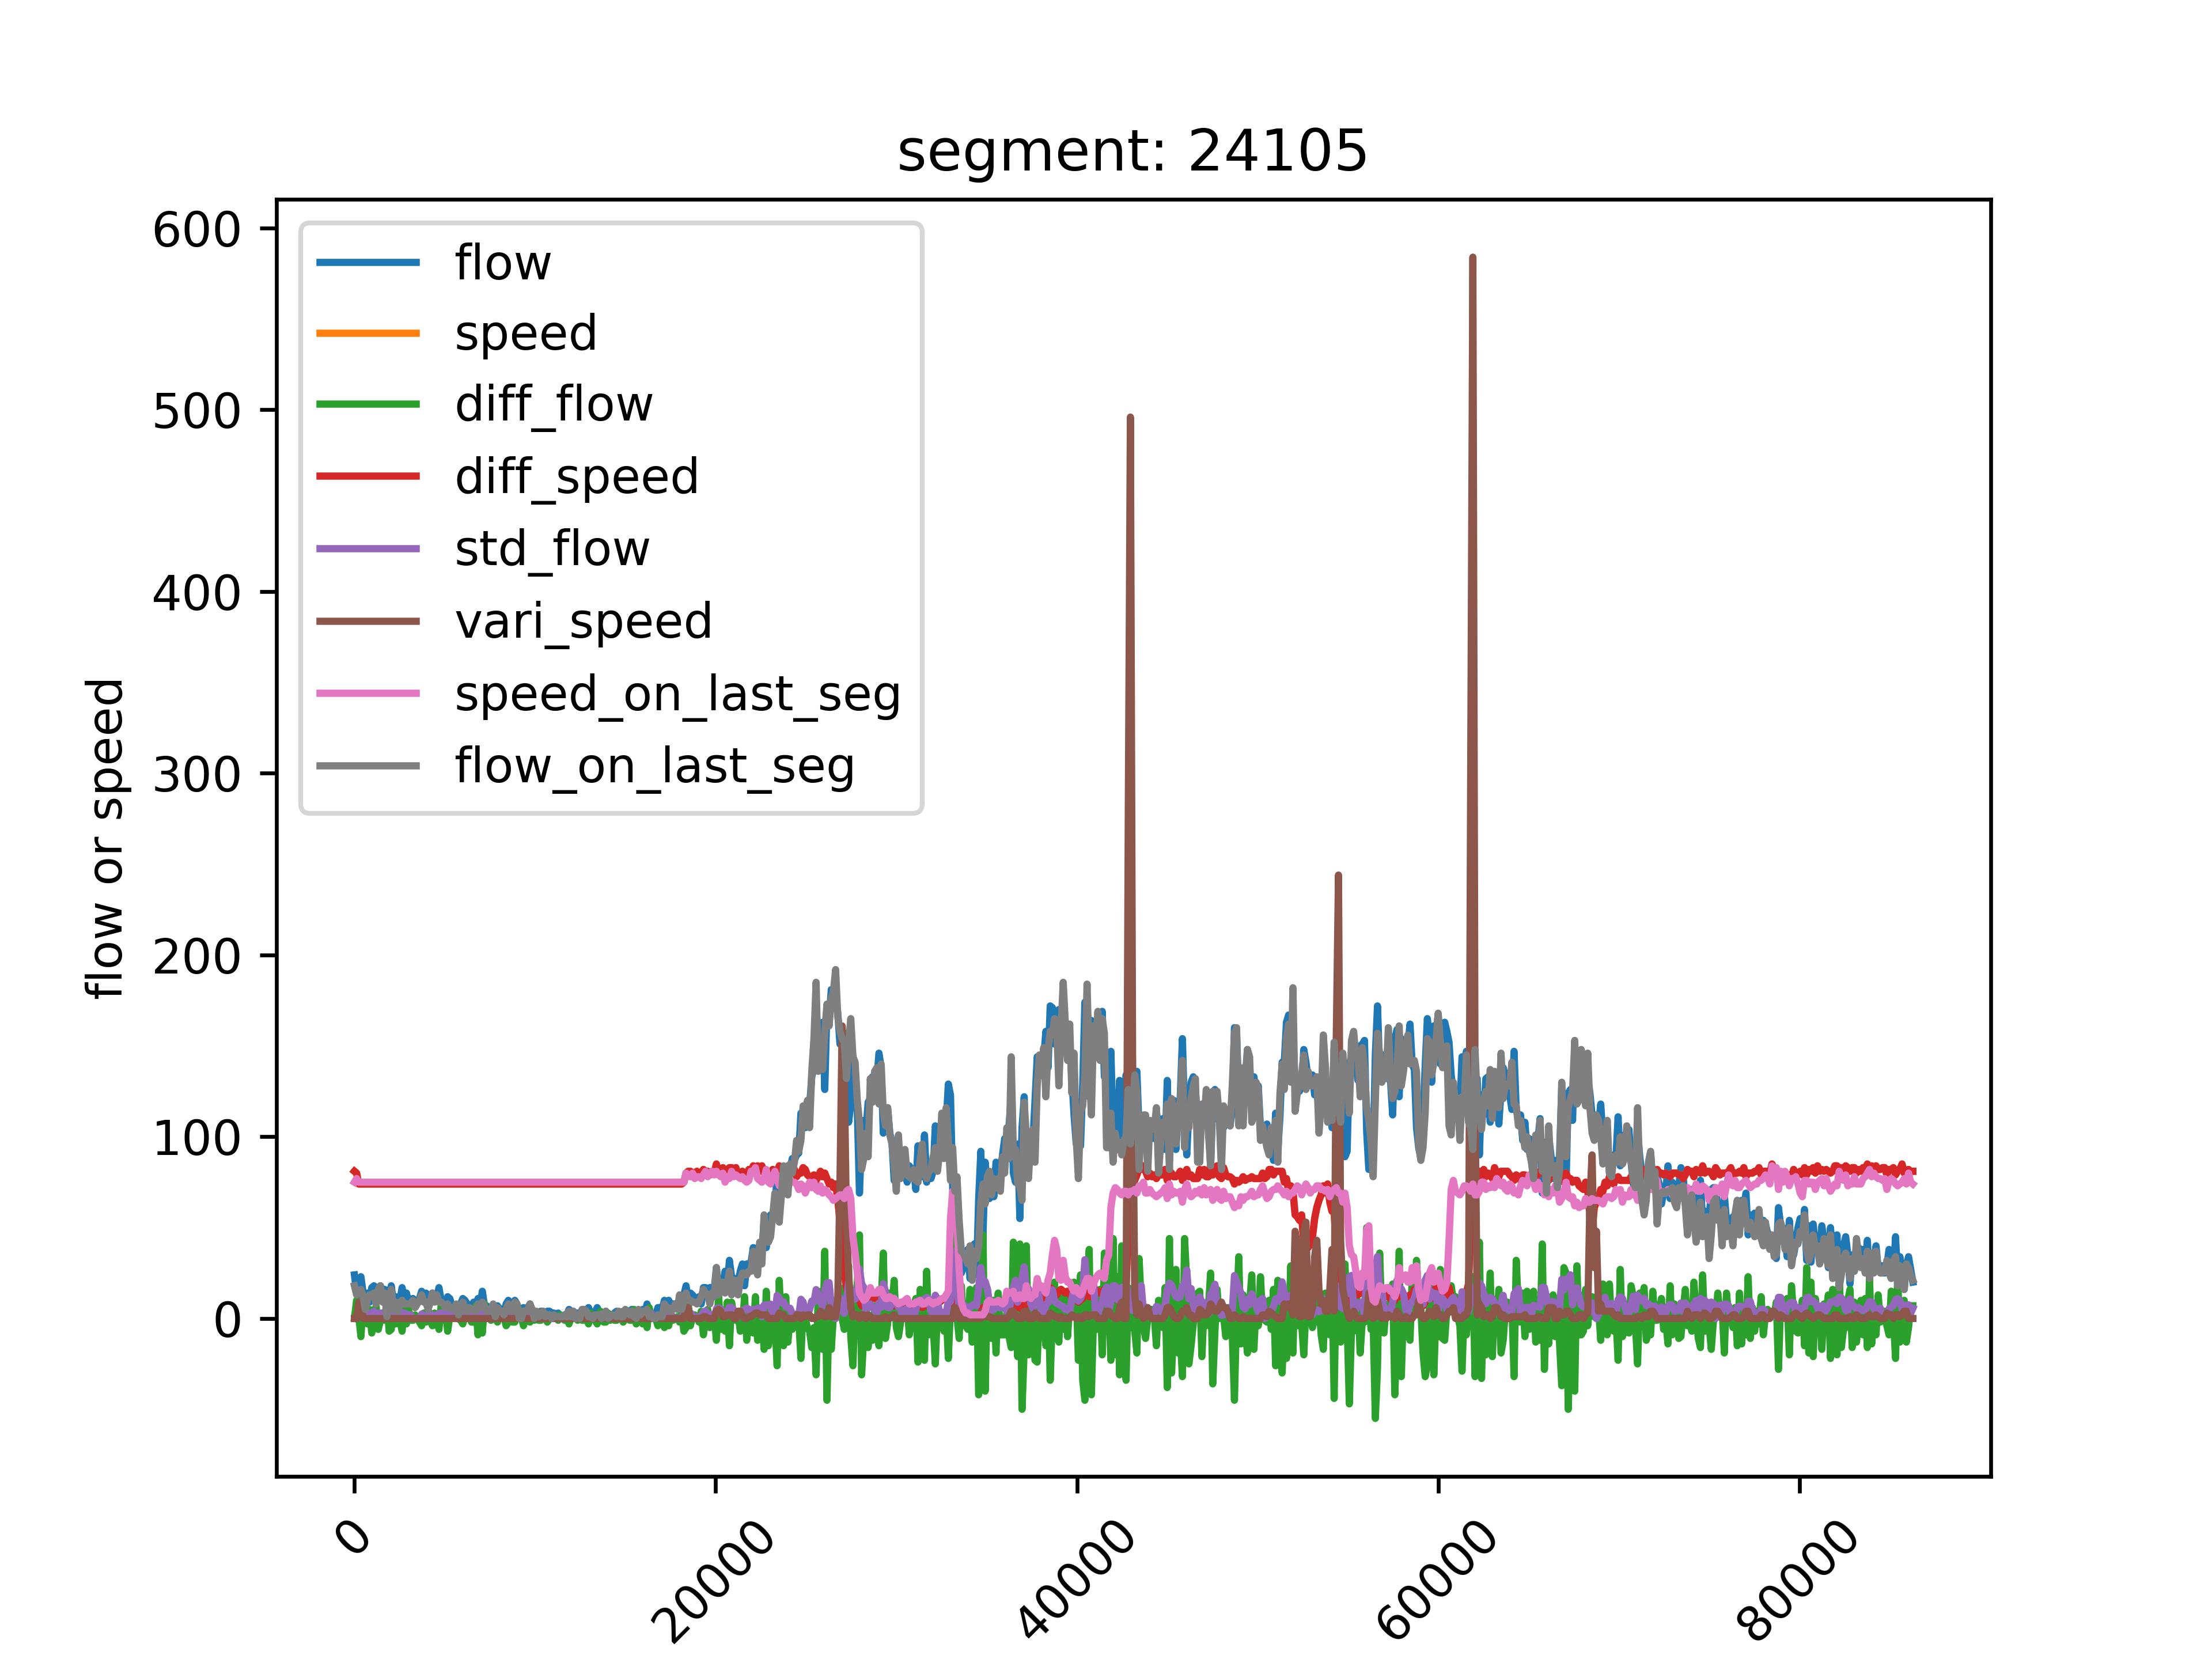 segment: 24105
600
500
400
300
200
100
0
flow or speed
flow
speed
diff_flow
diff_speed
std_flow
vari_speed
speed_on_last_seg
flow_on_last_seg
0
20000
40000
60000
80000